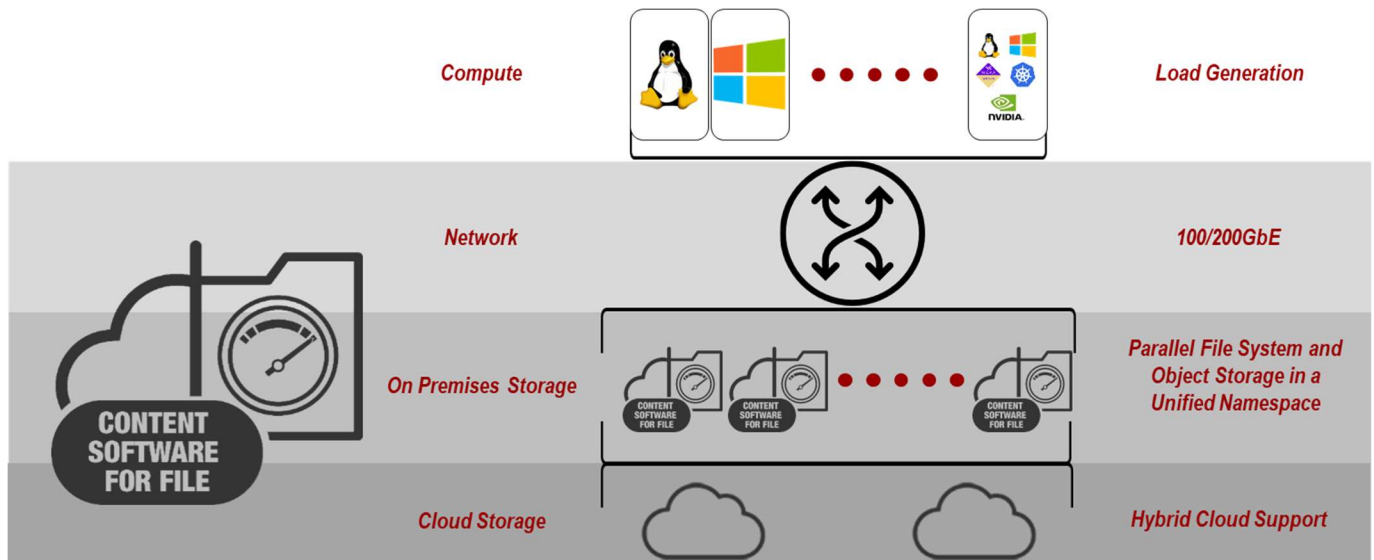 Compute
Load Generation
NVIDIA.
Network
100/200GbE
CONTENT
SOFTWARE
FOR FILE
On Premises Storage
CONTENT
SOFTWARE
FOR FILE
CONTENT
SOFTWARE
FOR FILE
CONTENT
SOFTWARE
FOR FILE
Parallel File System and
Object Storage in a
Unified Namespace
Cloud Storage
Hybrid Cloud Support